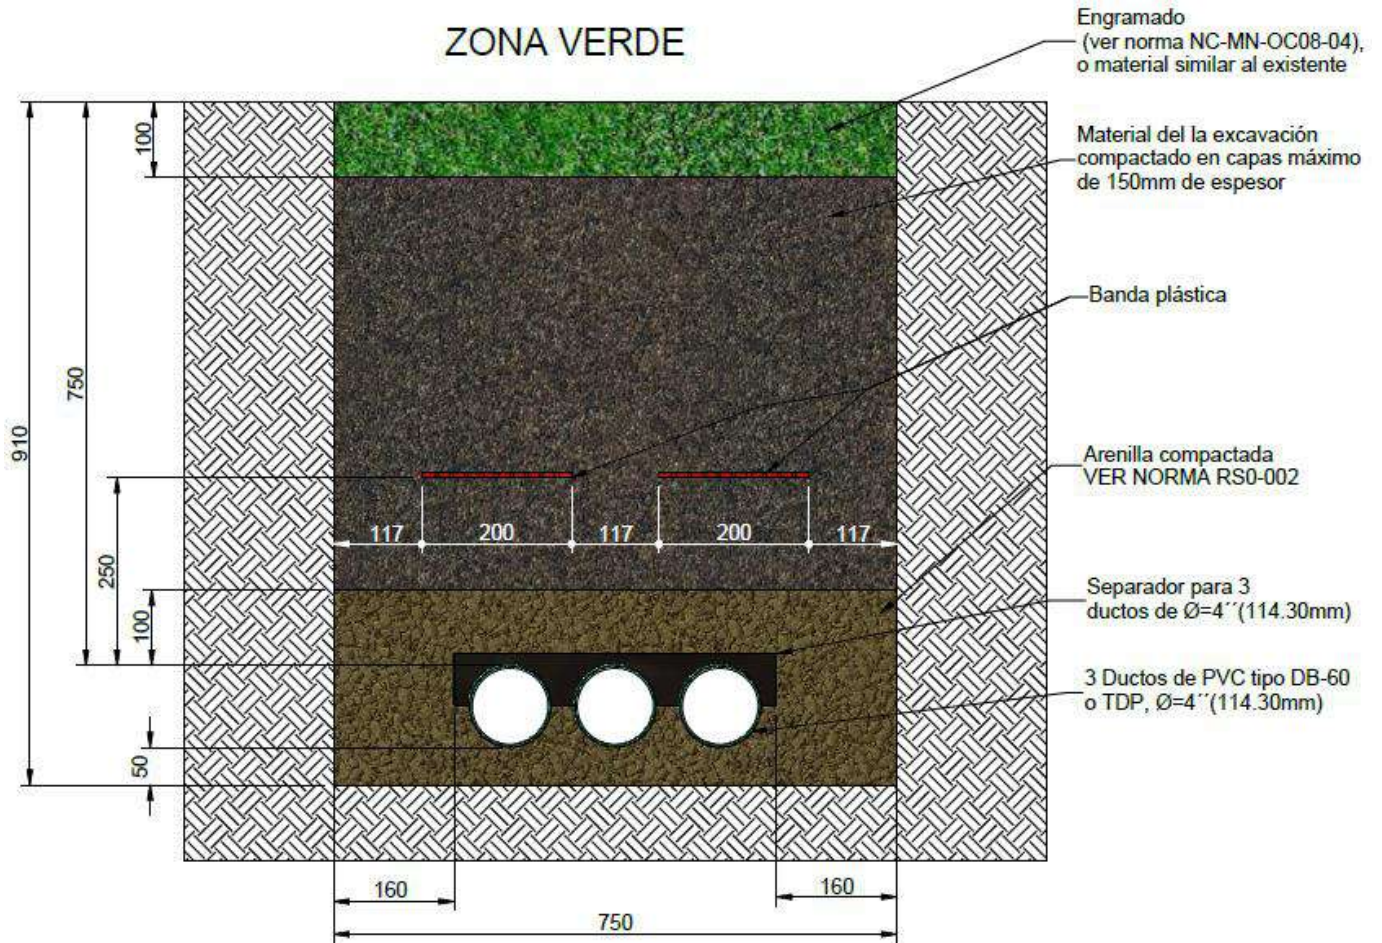 ZONA VERDE
Engramado
(ver norma NC-MN-OC08-04),
o material similar al existente
Material del la excavación
compactado en capas máximo
de 150mm de espesor
Banda plástica
Arenilla compactada
VER NORMA RS0-002
Separador para 3
ductos de Ø=4´´(114.30mm)
3 Ductos de PVC tipo DB-60
o TDP, Ø=4´´(114.30mm)
910
750
100
250
100
50
117 200 117 200 117
160 160
750